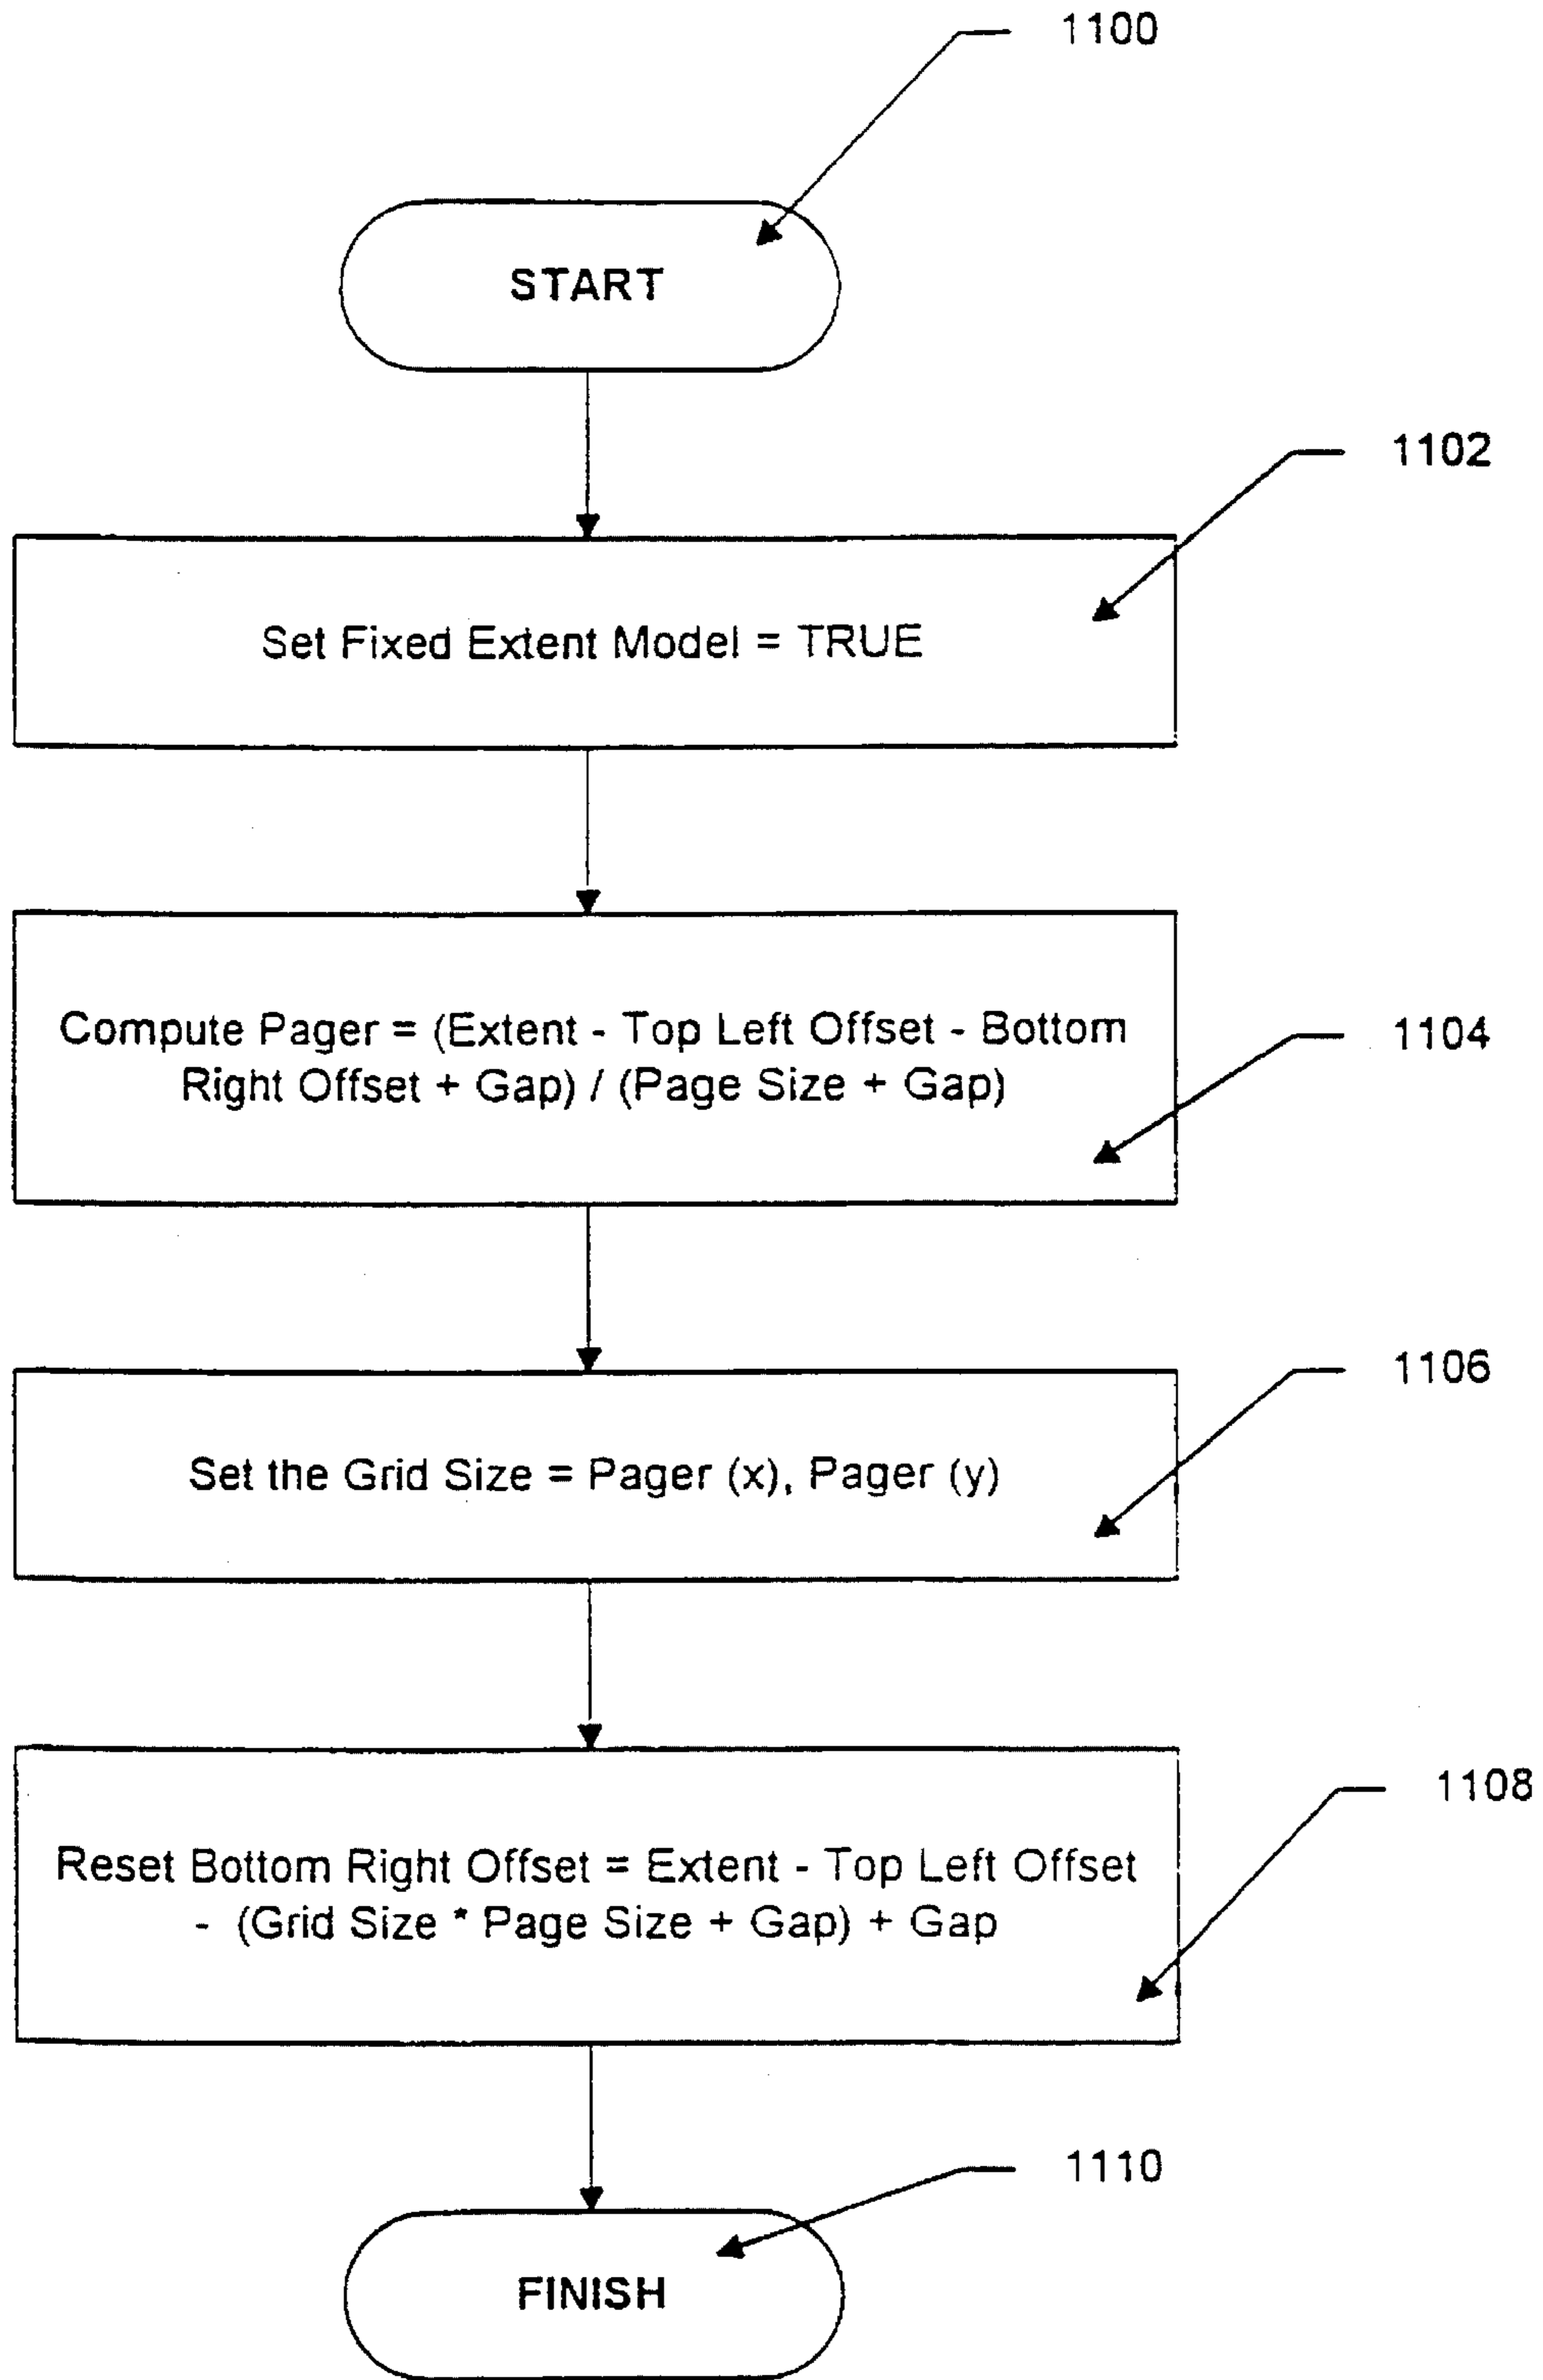 1100
START
1102
Set Fixed Extent Model = TRUE
Compute Pager = (Extent - Top Left Offset - Bottom
Right Offset + Gap) / (Page Size + Gap)
1104
1106
Set the Grid Size = Pager (x), Pager (y)
1108
Reset Bottom Right Offset = Extent - Top Left Offset
- (Grid Size * Page Size + Gap) + Gap
1110
FINISH